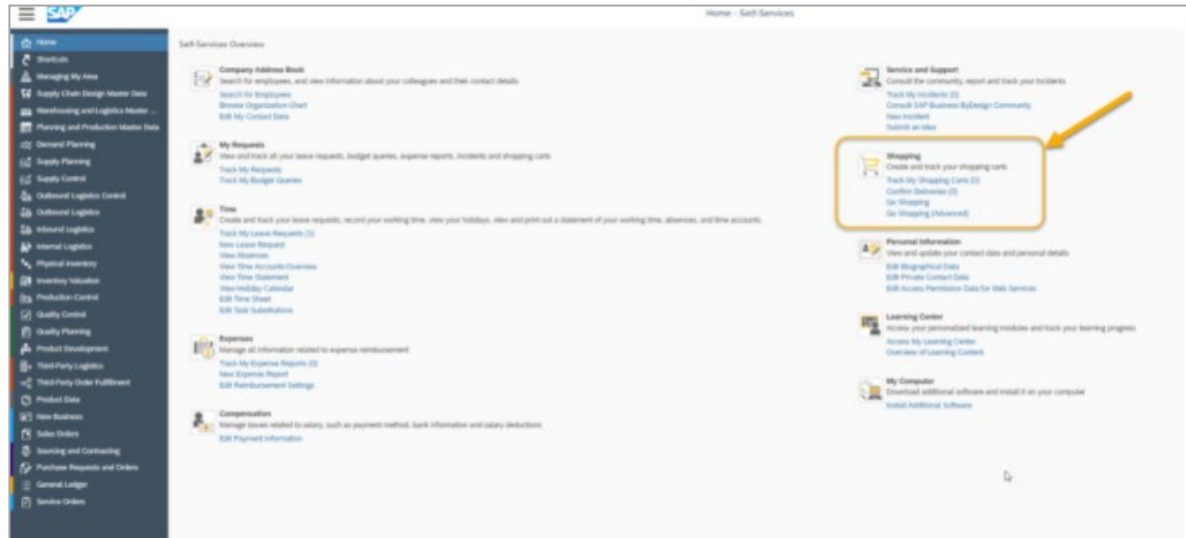 SAP
Home - Self-Services
Home
Shortcuts
Managing My Area
Supply Chain Design Master Data
Warehousing and Logistics Master ...
Planning and Production Master Data
Demand Planning
Supply Planning
Supply Control
Outbound Logistics Control
Outbound Logistics
Inbound Logistics
Internal Logistics
Physical Inventory
Inventory Valuation
Production Control
Quality Control
Quality Planning
Product Development
Third-Party Logistics
Third-Party Order Fulfillment
Product Data
New Business
Sales Orders
Sourcing and Contracting
Purchase Requests and Orders
General Ledger
Service Orders
Self-Services Overview
Company Address Book
Search for employees, and view information about your colleagues and their contact details
Search for Employees
Browse Organization Chart
Edit My Contact Data
My Requests
View and track all your leave requests, budget queries, expense reports, incidents and shopping carts
Track My Requests
Track My Budget Queries
Time
Create and track your leave requests, record your working time, view your holidays, view and print out a statement of your working time, absences, and time accounts.
Track My Leave Requests (3)
New Leave Request
View Absences
View Time Accounts Overview
View Time Statement
View Holiday Calendar
Edit Time Sheet
Edit Task Substitutions
Expenses
Manage all information related to expense reimbursement
Track My Expense Reports (0)
New Expense Report
Edit Reimbursement Settings
Compensation
Manage issues related to salary, such as payment method, bank information and salary deductions
Edit Payment Information
Service and Support
Consult the community, report and track your incidents
Track My Incidents (0)
Consult SAP Business ByDesign Community
New Incident
Submit an Idea
Shopping
Create and track your shopping carts
Track My Shopping Carts (0)
Confirm Deliveries (0)
Go Shopping
Go Shopping (Advanced)
Personal Information
View and update your contact data and personal details
Edit Biographical Data
Edit Private Contact Data
Edit Access Permission Data for Web Services
Learning Center
Access your personalized learning modules and track your learning progress
Access My Learning Center
Overview of Learning Content
My Computer
Download additional software and install it on your computer
Install Additional Software